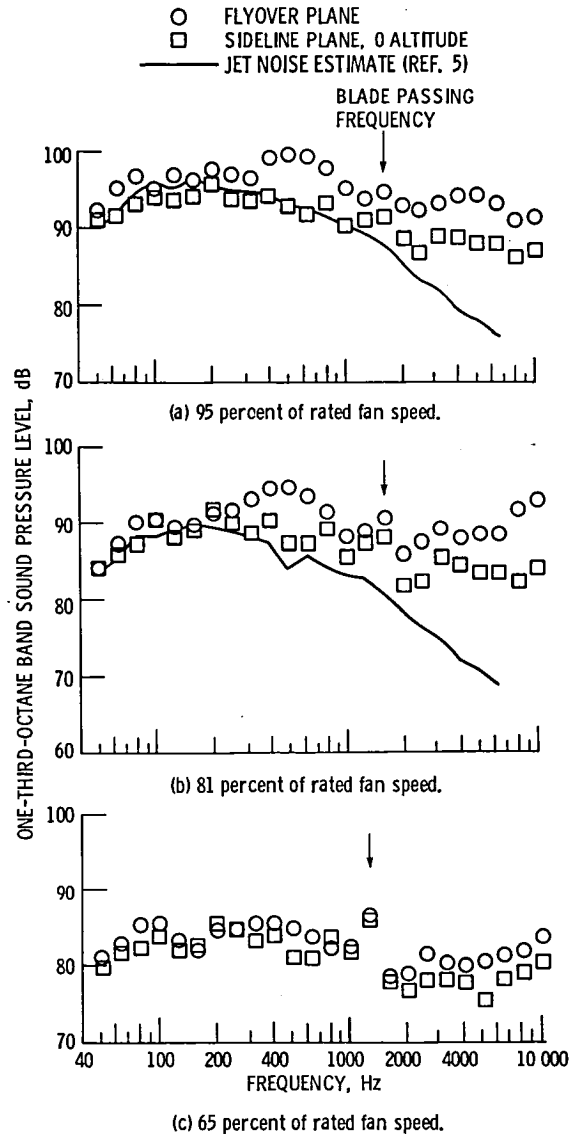 FLYOVER PLANE
SIDELINE PLANE, 0 ALTITUDE
JET NOISE ESTIMATE (REF. 5)
BLADE PASSING
FREQUENCY
100
90
80
70
(a) 95 percent of rated fan speed.
ONE-THIRD-OCTANE BAND SOUND PRESSURE LEVEL, dB
100
90
80
70
60
(b) 81 percent of rated fan speed.
100
90
80
70
40 100 200 400 1000 2000 4000 10 000
FREQUENCY, Hz
(c) 65 percent of rated fan speed.